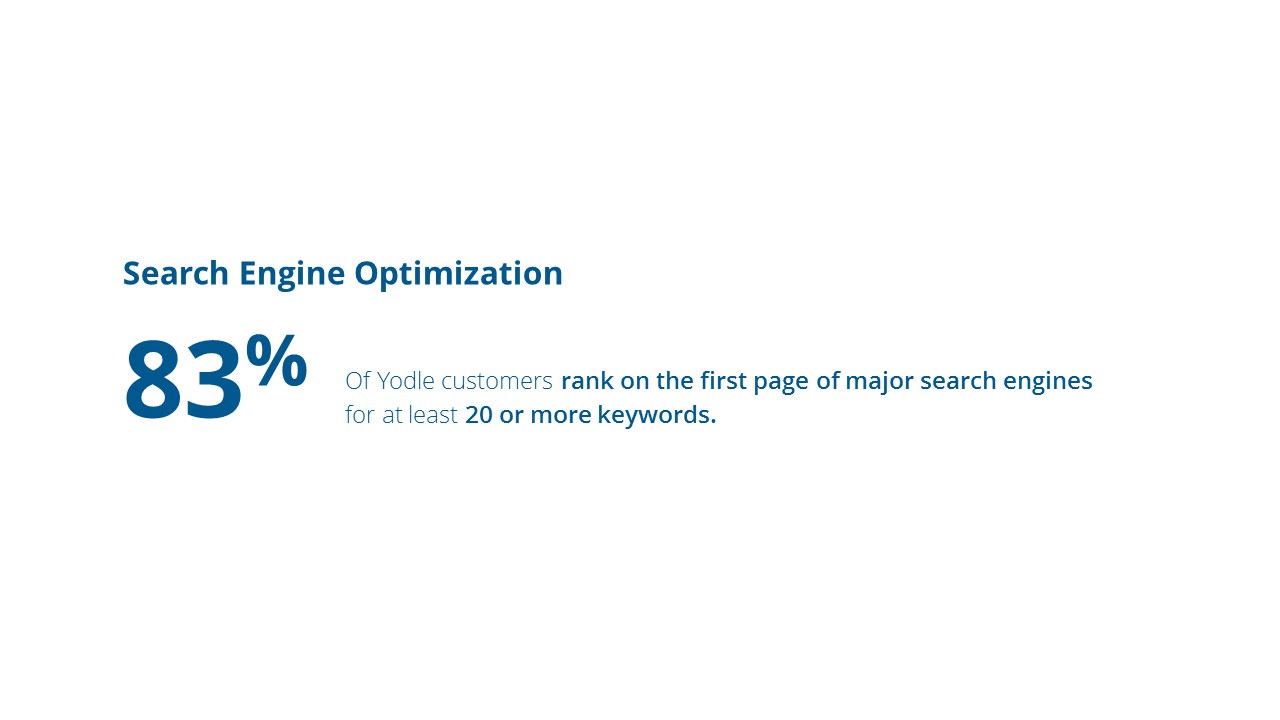 Search Engine Optimization
83%
Of Yodle customers rank on the first page of major search engines
for at least 20 or more keywords.